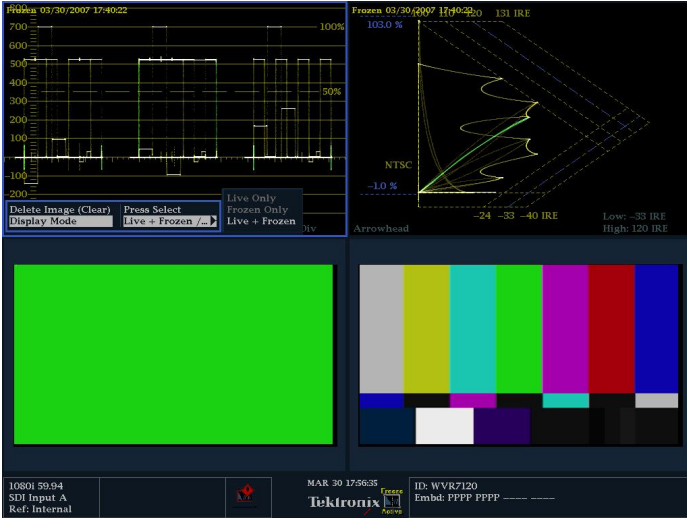 Frozen 03/30/2007 17:40:22
800
700
100%
600
500
400
50%
300
200
100
0
-100
-200
Delete Image (Clear)
Display Mode
Press Select
Live + Frozen /...
Live Only
Frozen Only
Live + Frozen
Div
Frozen 03/30/2007 17:40:22
100 110 120 131 IRE
103.0 %
NTSC
-1.0 %
-24 -33 -40 IRE
Low: -33 IRE
High: 120 IRE
Arrowhead
1080i 59.94
SDI Input A
Ref: Internal
MAR 30 17:56:35
Tektronix
Freeze
Active
ID: WVR7120
Embd: PPPP PPPP ---- ----